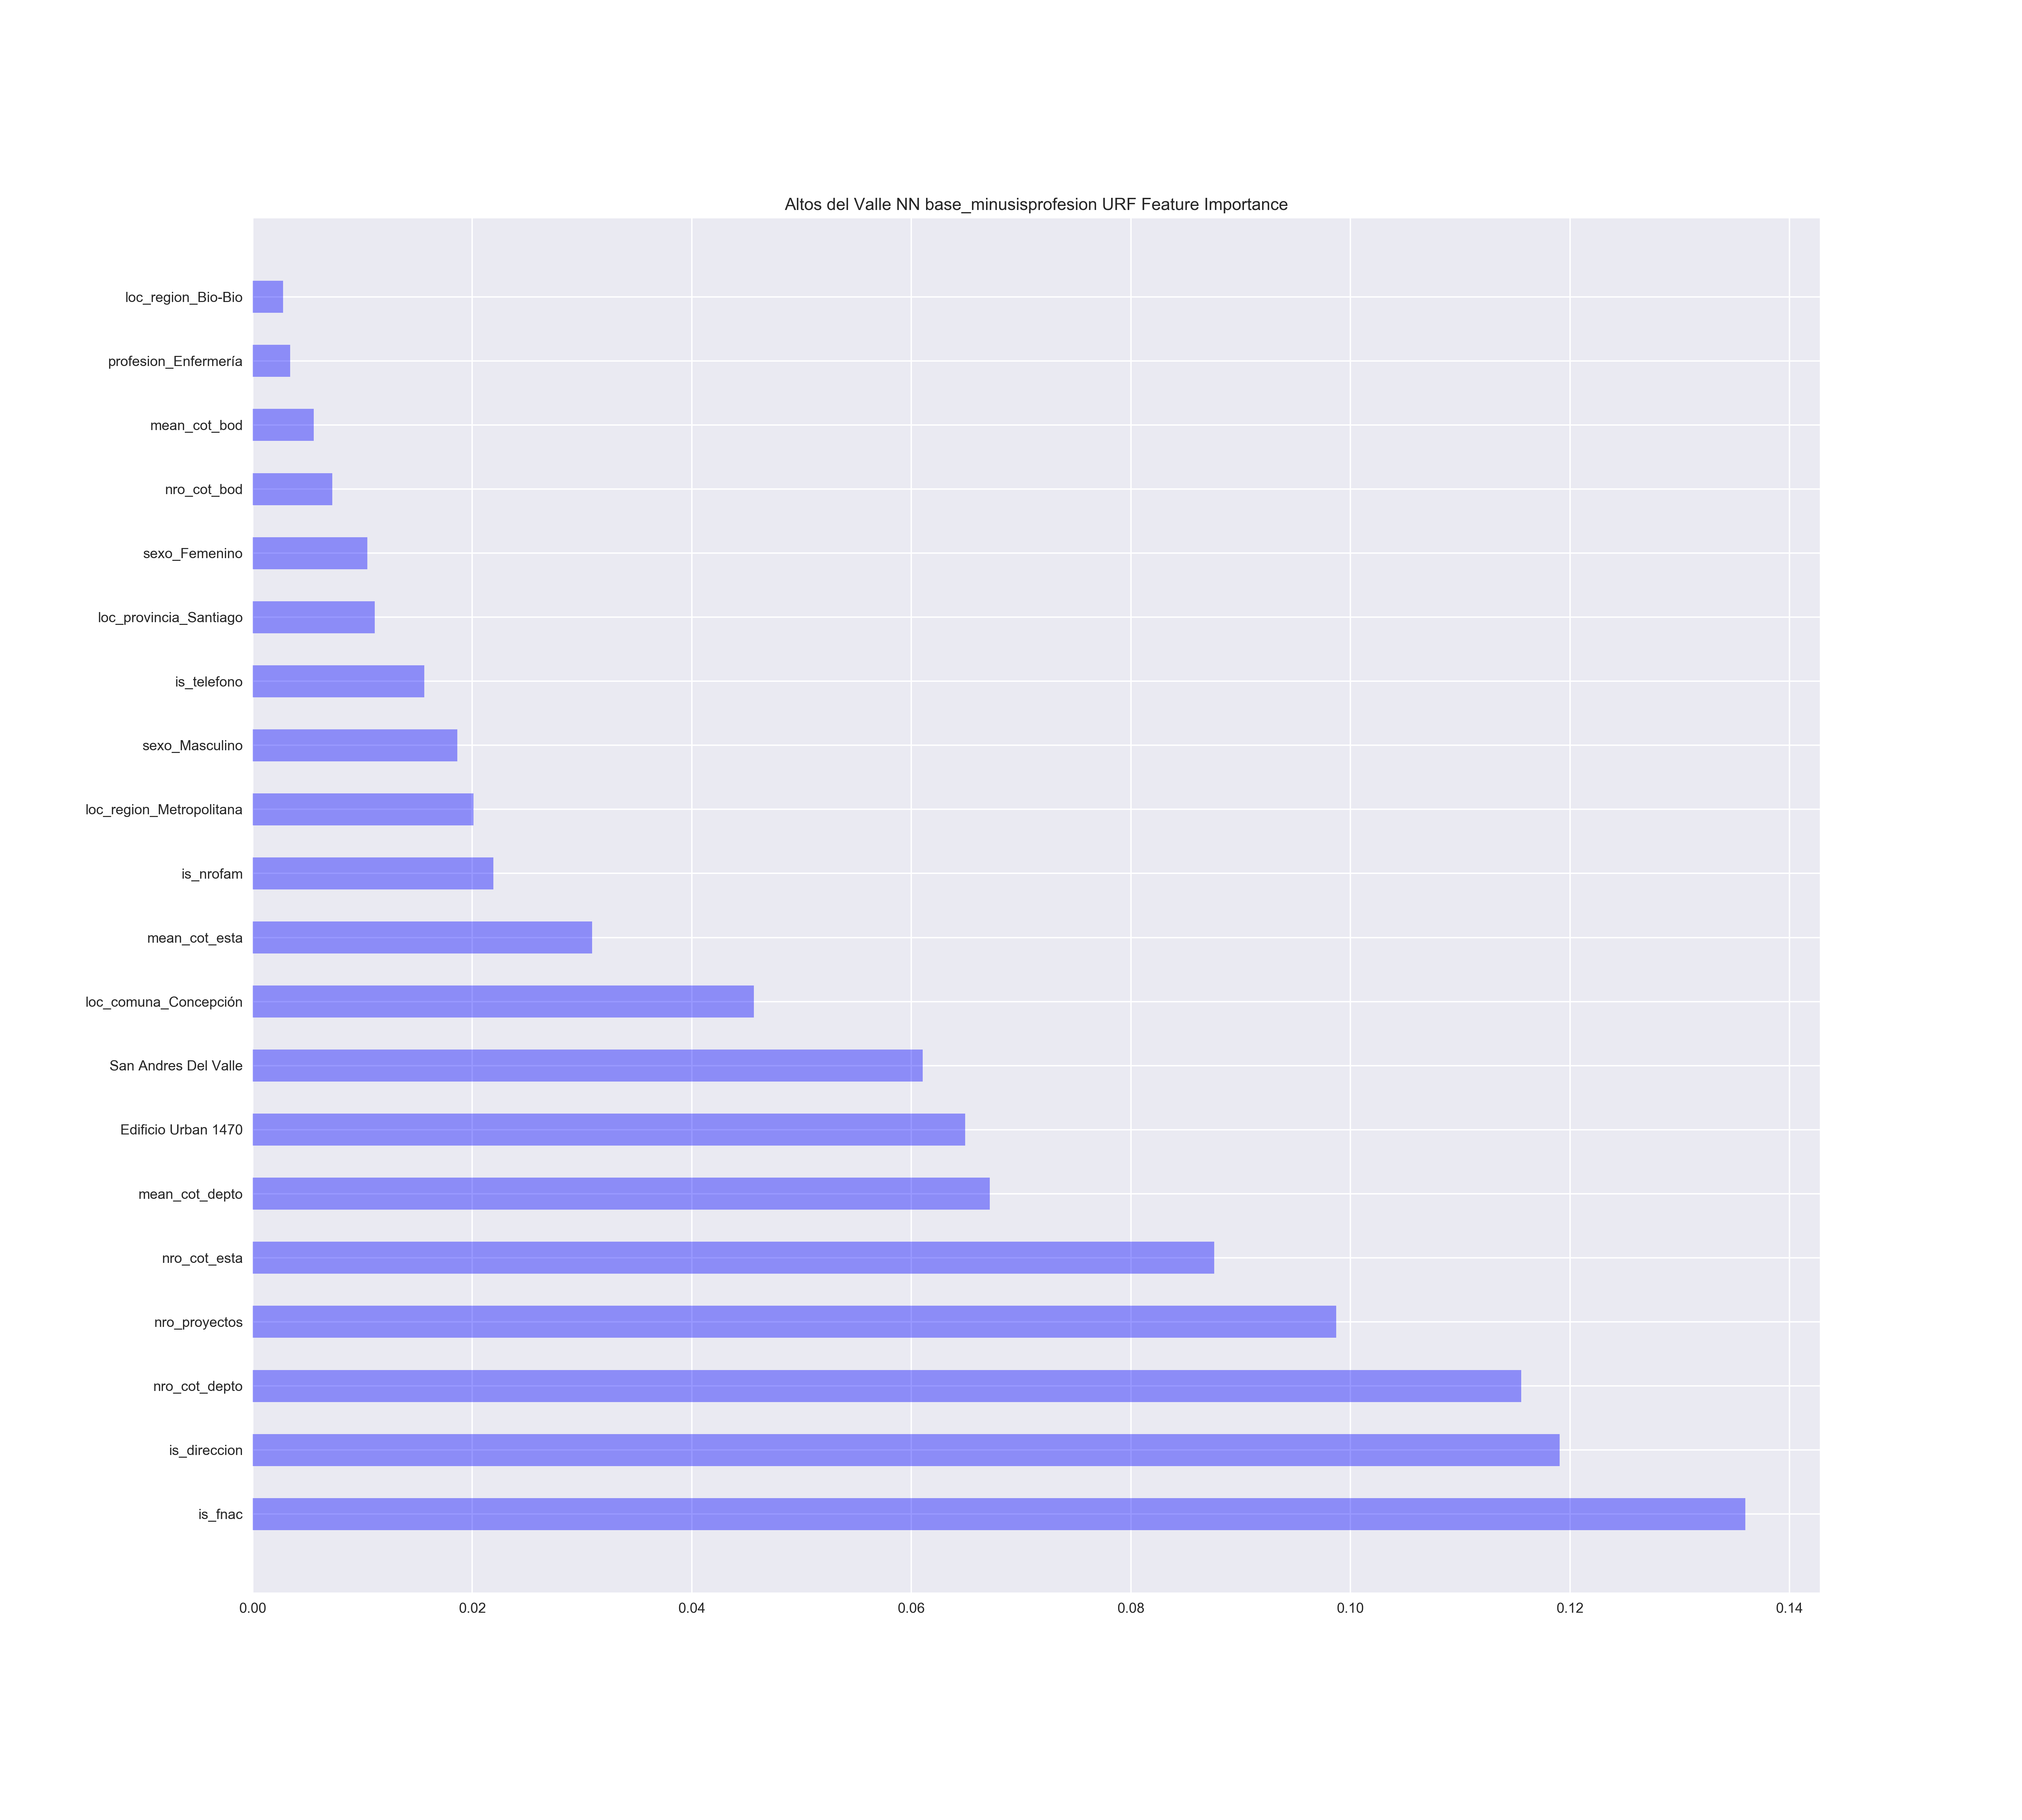 Altos del Valle NN base_minusisprofesion URF Feature Importance
loc_region_Bio-Bio
profesion_Enfermería
mean_cot_bod
nro_cot_bod
sexo_Femenino
loc_provincia_Santiago
is_telefono
sexo_Masculino
loc_region_Metropolitana
is_nrofam
mean_cot_esta
loc_comuna_Concepción
San Andres Del Valle
Edificio Urban 1470
mean_cot_depto
nro_cot_esta
nro_proyectos
nro_cot_depto
is_direccion
is_fnac
0.00 0.02 0.04 0.06 0.08 0.10 0.12 0.14